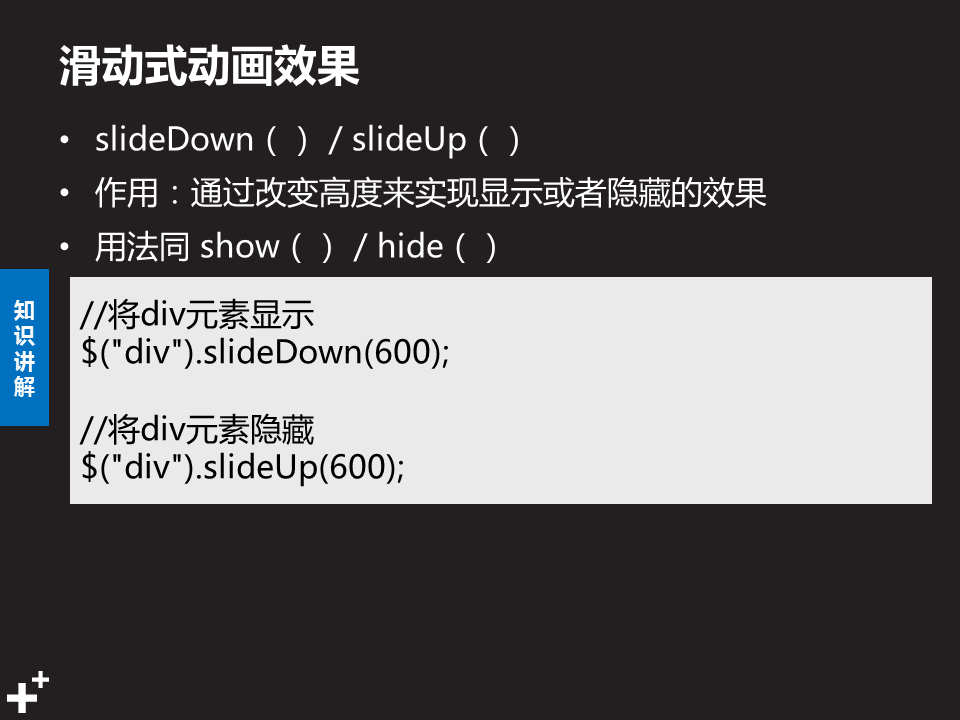 滑动式动画效果
• slideDown（ ） / slideUp（ ）
• 作用：通过改变高度来实现显示或者隐藏的效果
• 用法同 show（ ） / hide（ ）
知识讲解
//将div元素显示
$("div").slideDown(600);
//将div元素隐藏
$("div").slideUp(600);